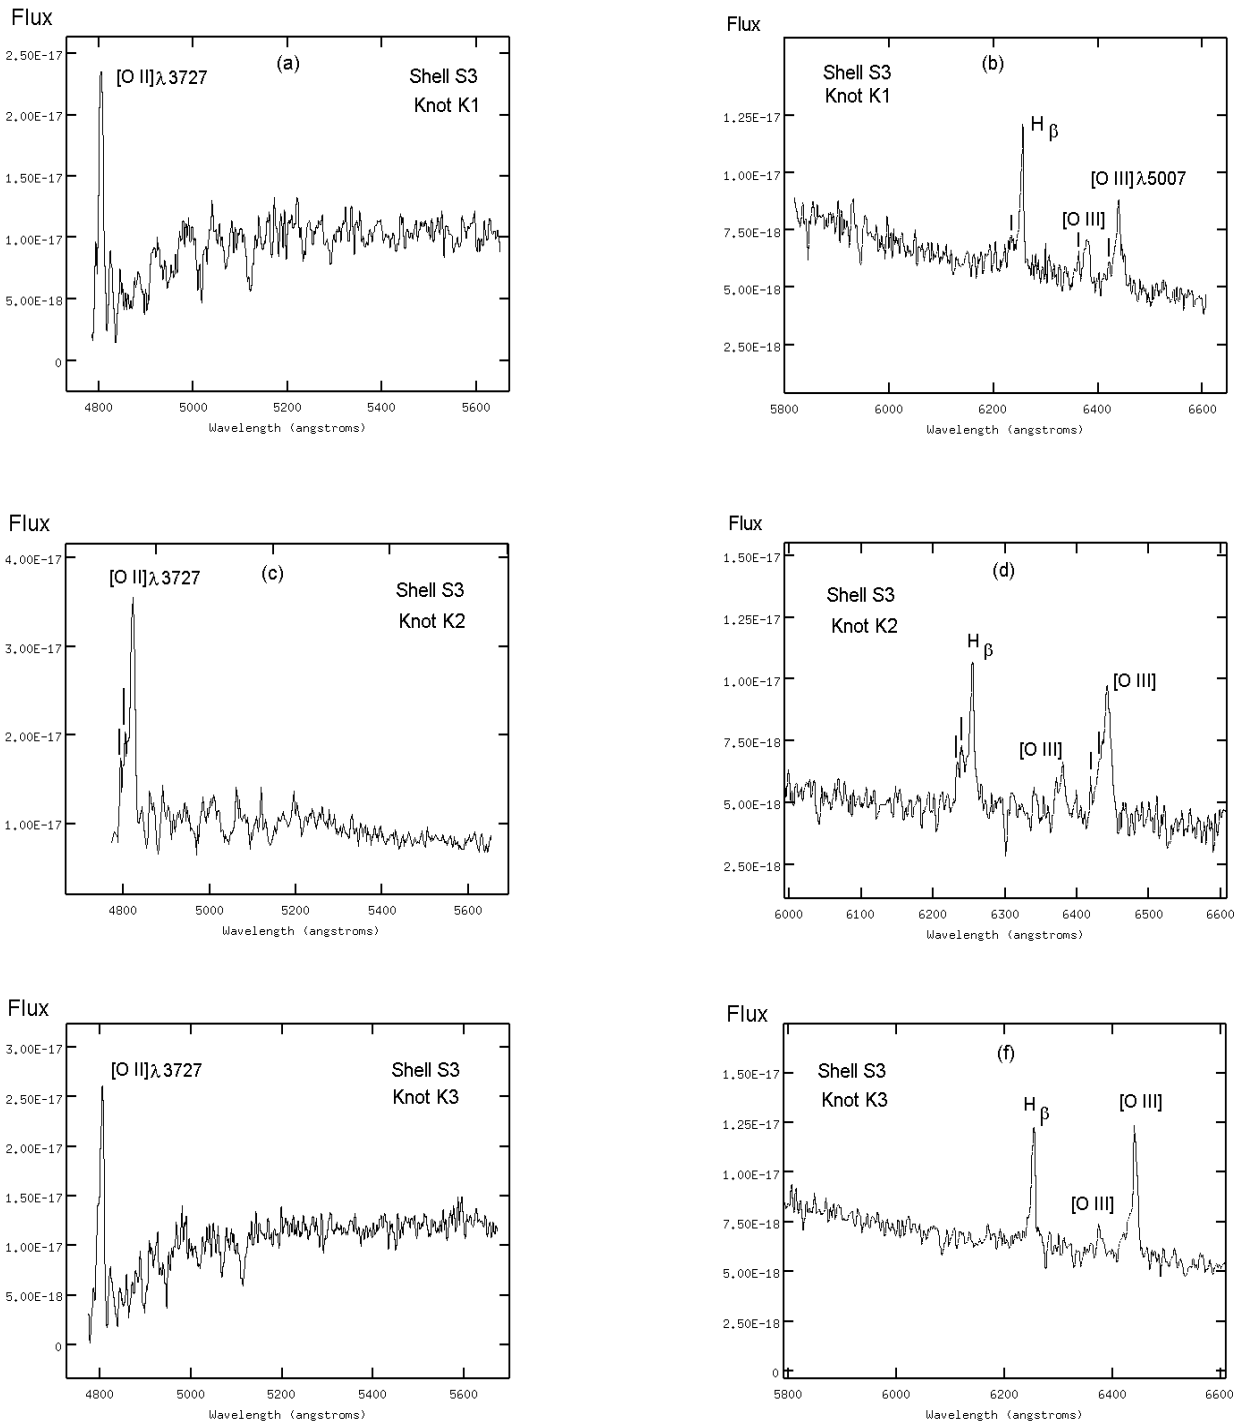 Flux
2.50E-17
2.00E-17
1.50E-17
1.00E-17
5.00E-18
0
[O II]λ3727
(a)
Shell S3
Knot K1
4800 5000 5200 5400 5600
Wavelength (angstroms)
Flux
1.25E-17
1.00E-17
7.50E-18
5.00E-18
2.50E-18
Shell S3
Knot K1
(b)
H β
[O III]
[O III]λ5007
5800 6000 6200 6400 6600
Wavelength (angstroms)
Flux
4.00E-17
3.00E-17
2.00E-17
1.00E-17
[O II]λ3727
(c)
Shell S3
Knot K2
4800 5000 5200 5400 5600
Wavelength (angstroms)
Flux
1.50E-17
1.25E-17
1.00E-17
7.50E-18
5.00E-18
2.50E-18
Shell S3
Knot K2
(d)
H β
[O III]
[O III]
6000 6100 6200 6300 6400 6500 6600
Wavelength (angstroms)
Flux
3.00E-17
2.50E-17
2.00E-17
1.50E-17
1.00E-17
5.00E-18
0
[O II]λ3727
Shell S3
Knot K3
4800 5000 5200 5400 5600
Wavelength (angstroms)
Flux
1.50E-17
1.25E-17
1.00E-17
7.50E-18
5.00E-18
2.50E-18
0
Shell S3
Knot K3
(f)
H β
[O III]
[O III]
5800 6000 6200 6400 6600
Wavelength (angstroms)